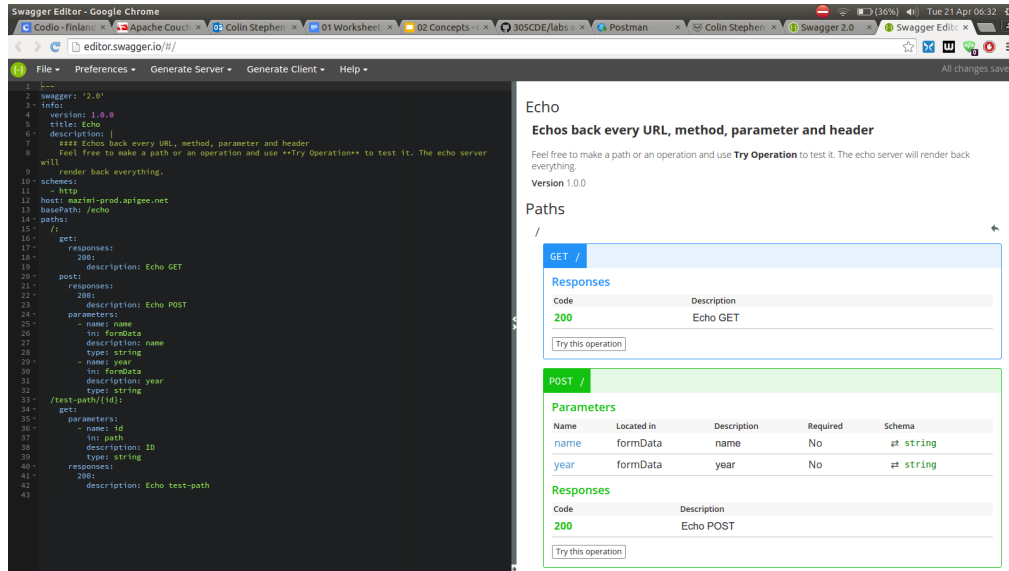 Swagger Editor - Google Chrome
(36%) Tue 21 Apr 06:32
Codio - finland
Apache Couch
Colin Stephen
01 Worksheet
02 Concepts -
305CDE/labs a
Postman
Colin Stephen
Swagger 2.0
Swagger Edito
editor.swagger.io/#/
File Preferences Generate Server Generate Client Help All changes save
1 ---
2 swagger: '2.0'
3 info:
4 version: 1.0.0
5 title: Echo
6 description: |
7 #### Echos back every URL, method, parameter and header
8 Feel free to make a path or an operation and use **Try Operation** to test it. The echo server
will
9 render back everything.
10 schemes:
11 - http
12 host: mazimi-prod.apigee.net
13 basePath: /echo
14 paths:
15 /:
16 get:
17 responses:
18 200:
19 description: Echo GET
20 post:
21 responses:
22 200:
23 description: Echo POST
24 parameters:
25 - name: name
26 in: formData
27 description: name
28 type: string
29 - name: year
30 in: formData
31 description: year
32 type: string
33 /test-path/{id}:
34 get:
35 parameters:
36 - name: id
37 in: path
38 description: ID
39 type: string
40 responses:
41 200:
42 description: Echo test-path
43
Echo
Echos back every URL, method, parameter and header
Feel free to make a path or an operation and use Try Operation to test it. The echo server will render back
everything.
Version 1.0.0
Paths
/
GET /
Responses
Code Description
200 Echo GET
Try this operation
POST /
Parameters
Name Located in Description Required Schema
name formData name No ⇄ string
year formData year No ⇄ string
Responses
Code Description
200 Echo POST
Try this operation